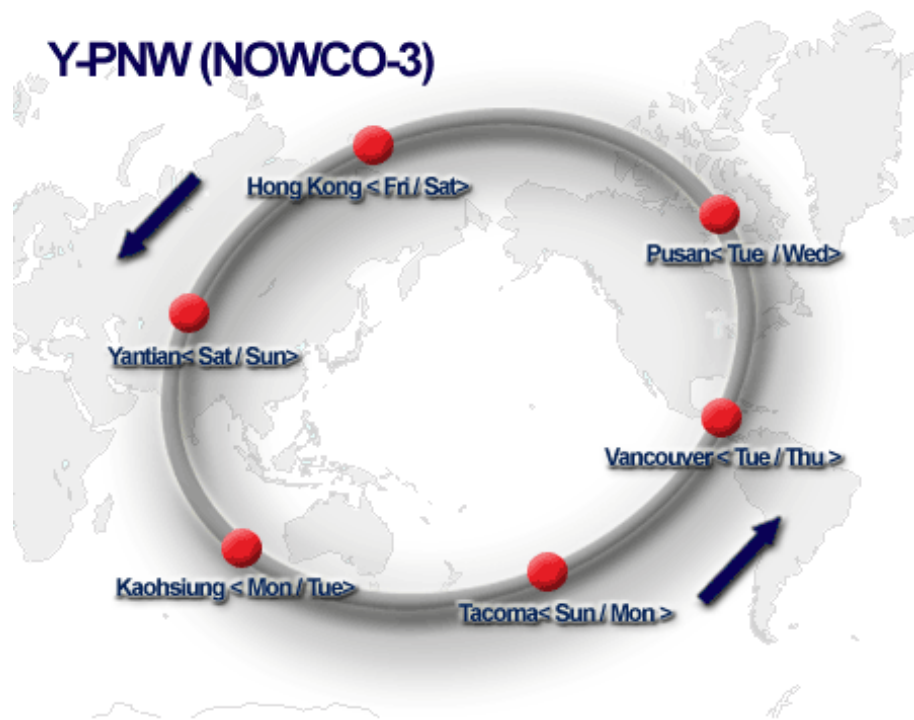 Y-PNW (NOWCO-3)
Hong Kong < Fri / Sat>
Pusan< Tue / Wed>
Yantian< Sat / Sun>
Vancouver < Tue / Thu >
Kaohsiung < Mon / Tue>
Tacoma< Sun / Mon >